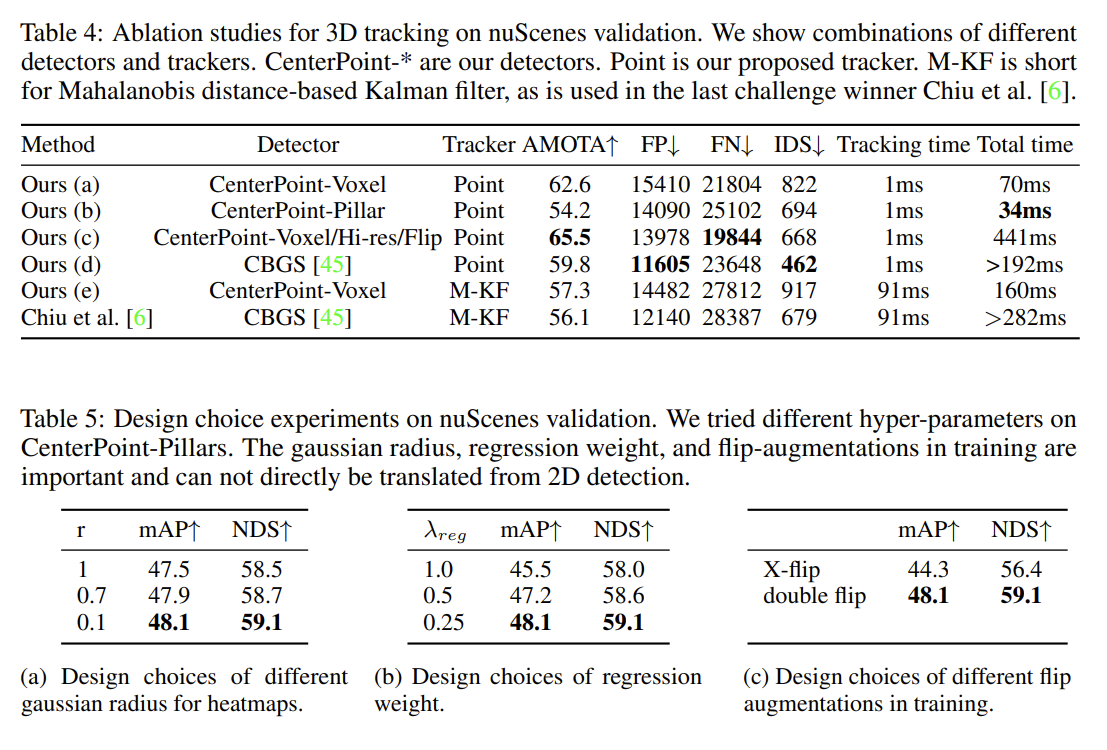 Table 4: Ablation studies for 3D tracking on nuScenes validation. We show combinations of different
detectors and trackers. CenterPoint-* are our detectors. Point is our proposed tracker. M-KF is short
for Mahalanobis distance-based Kalman filter, as is used in the last challenge winner Chiu et al. [6].
Method Detector Tracker AMOTA↑ FP↓ FN↓ IDS↓ Tracking time Total time
Ours (a) CenterPoint-Voxel Point 62.6 15410 21804 822 1ms 70ms
Ours (b) CenterPoint-Pillar Point 54.2 14090 25102 694 1ms 34ms
Ours (c) CenterPoint-Voxel/Hi-res/Flip Point 65.5 13978 19844 668 1ms 441ms
Ours (d) CBGS [45] Point 59.8 11605 23648 462 1ms >192ms
Ours (e) CenterPoint-Voxel M-KF 57.3 14482 27812 917 91ms 160ms
Chiu et al. [6] CBGS [45] M-KF 56.1 12140 28387 679 91ms >282ms
Table 5: Design choice experiments on nuScenes validation. We tried different hyper-parameters on
CenterPoint-Pillars. The gaussian radius, regression weight, and flip-augmentations in training are
important and can not directly be translated from 2D detection.
r mAP↑ NDS↑
1 47.5 58.5
0.7 47.9 58.7
0.1 48.1 59.1
(a) Design choices of different
gaussian radius for heatmaps.
λreg mAP↑ NDS↑
1.0 45.5 58.0
0.5 47.2 58.6
0.25 48.1 59.1
(b) Design choices of regression
weight.
mAP↑ NDS↑
X-flip 44.3 56.4
double flip 48.1 59.1
(c) Design choices of different flip
augmentations in training.